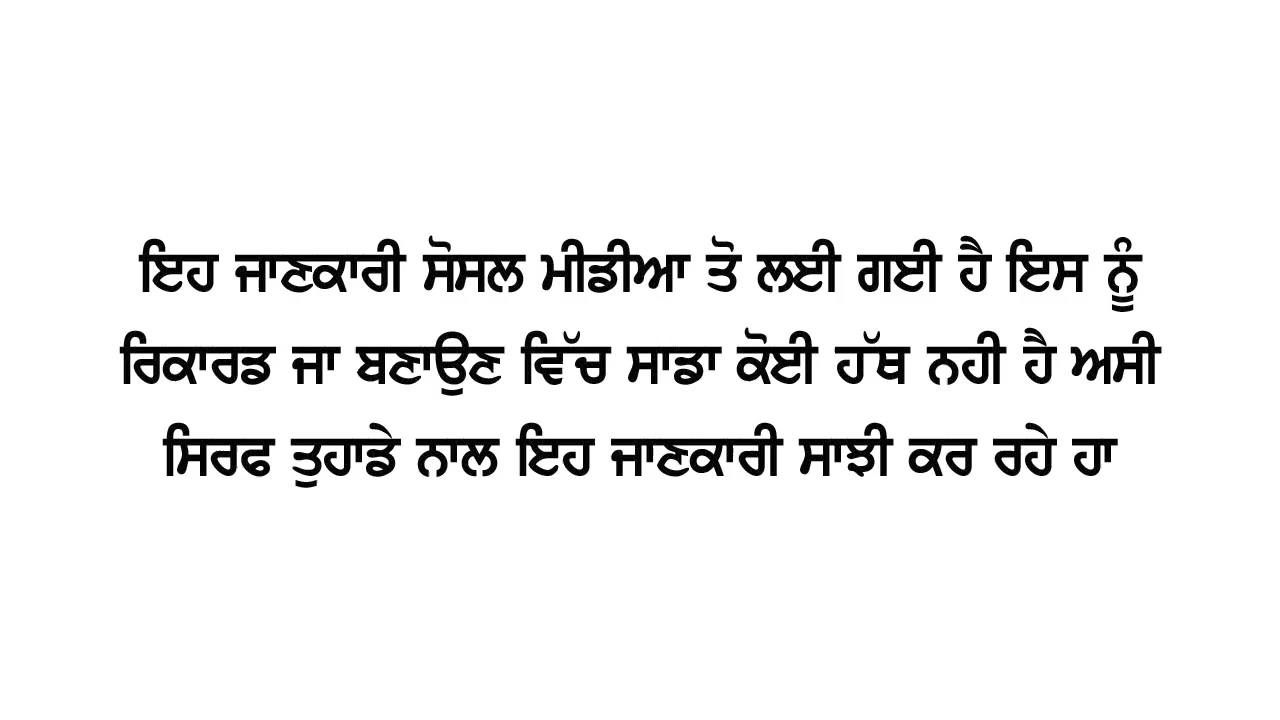 ਇਹ ਜਾਣਕਾਰੀ ਸੋਸਲ ਮੀਡੀਆ ਤੋ ਲਈ ਗਈ ਹੈ ਇਸ ਨੂੰ
ਰਿਕਾਰਡ ਜਾ ਬਣਾਉਣ ਵਿੱਚ ਸਾਡਾ ਕੋਈ ਹੱਥ ਨਹੀ ਹੈ ਅਸੀ
ਸਿਰਫ ਤੁਹਾਡੇ ਨਾਲ ਇਹ ਜਾਣਕਾਰੀ ਸਾਝੀ ਕਰ ਰਹੇ ਹਾ